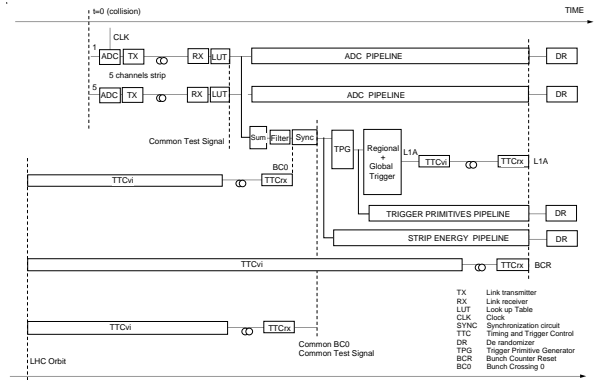 t=0 (collision)
TIME
CLK
1
ADC TX RX LUT ADC PIPELINE DR
5 channels strip
5
ADC TX RX LUT ADC PIPELINE DR
Common Test Signal
Sum Filter Sync
TPG
Regional
+
Global
Trigger
L1A
TTCvi TTCrx L1A
BC0
TTCvi TTCrx
TRIGGER PRIMITIVES PIPELINE DR
STRIP ENERGY PIPELINE DR
TTCvi TTCrx BCR
TTCvi TTCrx
Common BC0
Common Test Signal
LHC Orbit
TX Link transmitter
RX Link receiver
LUT Look up Table
CLK Clock
SYNC Synchronization circuit
TTC Timing and Trigger Control
DR De randomizer
TPG Trigger Primitive Generator
BCR Bunch Counter Reset
BC0 Bunch Crossing 0